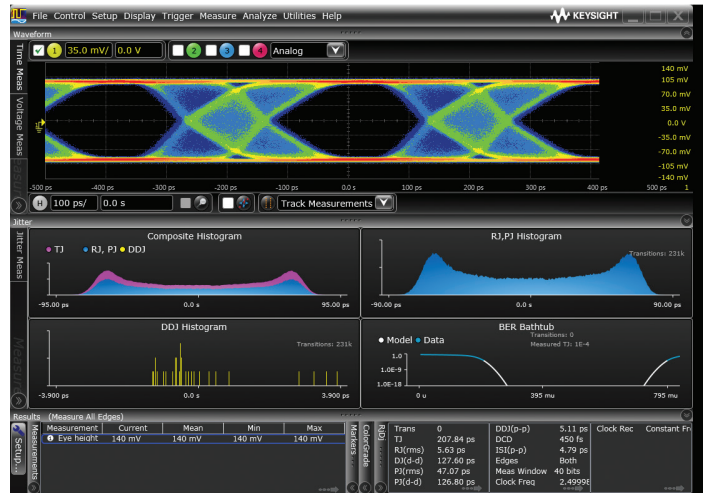 File Control Setup Display Trigger Measure Analyze Utilities Help
KEYSIGHT
Waveform
1 35.0 mV/ 0.0 V 2 3 4 Analog
Time Meas
Voltage Meas
140 mV
105 mV
70.0 mV
35.0 mV
0.0 V
-35.0 mV
-70.0 mV
-105 mV
-140 mV
-500 ps -400 ps -300 ps -200 ps -100 ps 0.0 s 100 ps 200 ps 300 ps 400 ps 500 ps 1
H 100 ps/ 0.0 s Track Measurements
Jitter
Jitter Meas
Composite Histogram
TJ RJ, PJ DDJ
-95.00 ps 0.0 s 95.00 ps
RJ,PJ Histogram
Transitions: 231k
-90.00 ps 0.0 s 90.00 ps
DDJ Histogram
Transitions: 231k
-3.900 ps 0.0 s 3.900 ps
BER Bathtub
Model Data
Transitions: 0
Measured TJ: 1E-4
1.0
1.0E-9
1.0E-18
0 u 395 mu 795 mu
Measure
Results (Measure All Edges)
Setup...
Measurements
Measurement Current Mean Min Max
Eye height 140 mV 140 mV 140 mV 140 mV
Markers...
ColorGrade
RJDJ
Trans 0
TJ 207.84 ps
RJ(rms) 5.63 ps
DJ(d-d) 127.60 ps
PJ(rms) 47.07 ps
PJ(d-d) 126.80 ps
DDJ(p-p) 5.11 ps
DCD 450 fs
ISI(p-p) 4.79 ps
Edges Both
Meas Window 40 bits
Clock Freq 2.4999E
Clock Rec Constant Fr